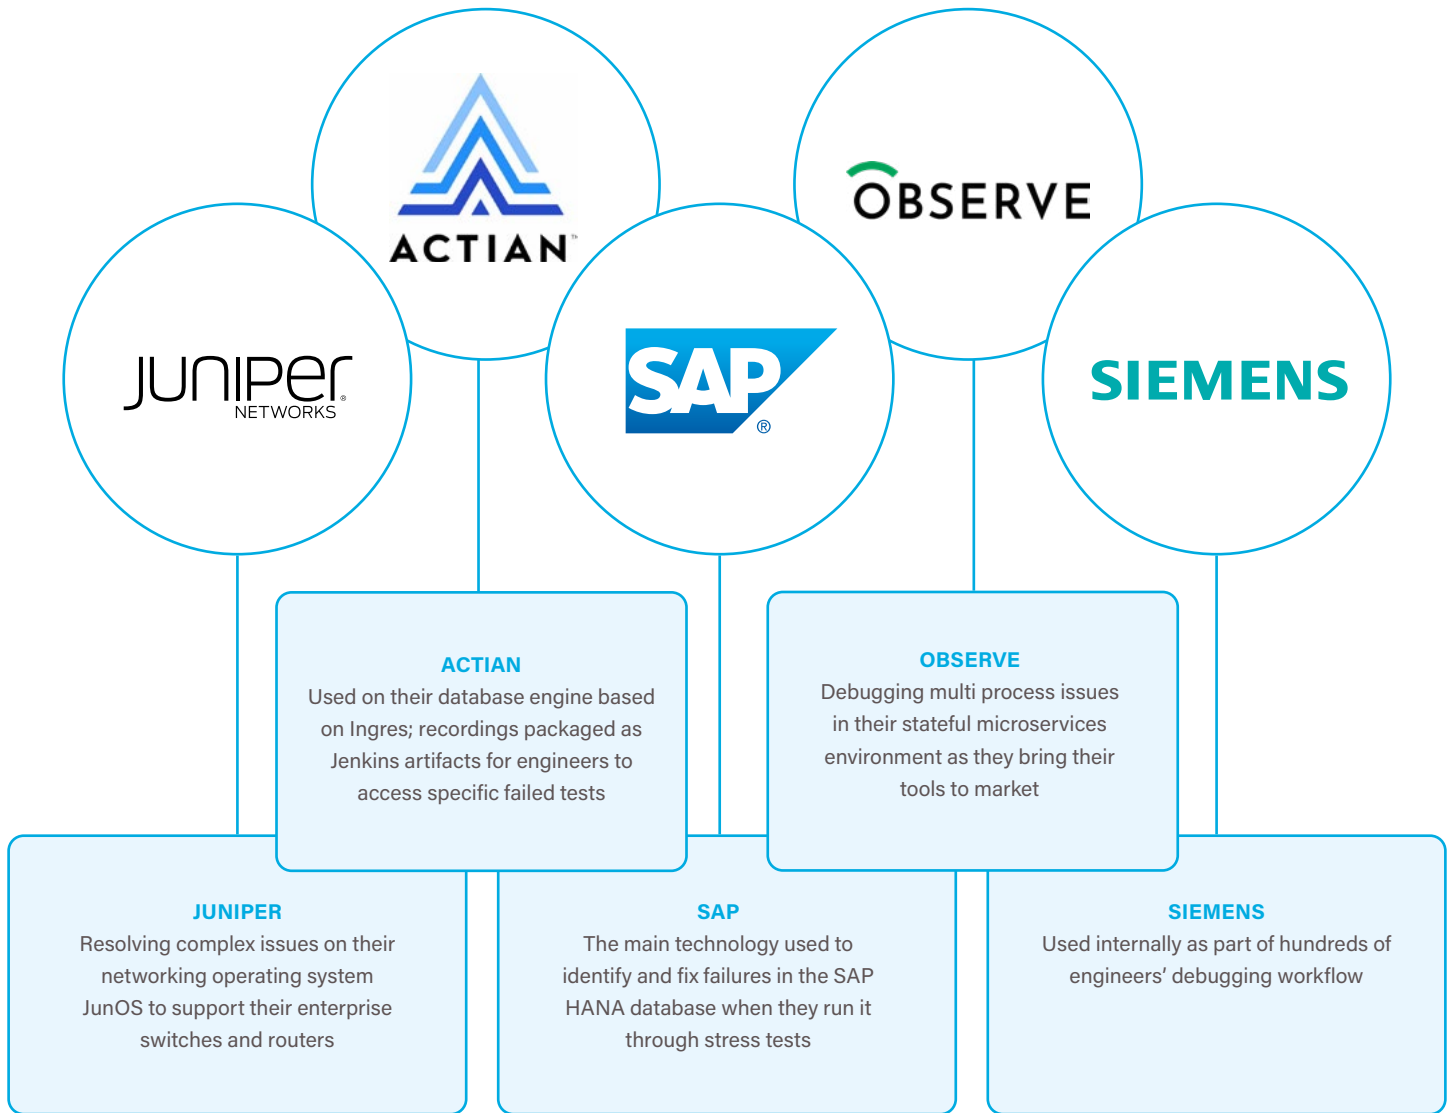 ACTIAN™
OBSERVE
JUNIPer®
NETWORKS
SAP
®
SIEMENS
ACTIAN
Used on their database engine based
on Ingres; recordings packaged as
Jenkins artifacts for engineers to
access specific failed tests
OBSERVE
Debugging multi process issues
in their stateful microservices
environment as they bring their
tools to market
JUNIPER
Resolving complex issues on their
networking operating system
JunOS to support their enterprise
switches and routers
SAP
The main technology used to
identify and fix failures in the SAP
HANA database when they run it
through stress tests
SIEMENS
Used internally as part of hundreds of
engineers’ debugging workflow